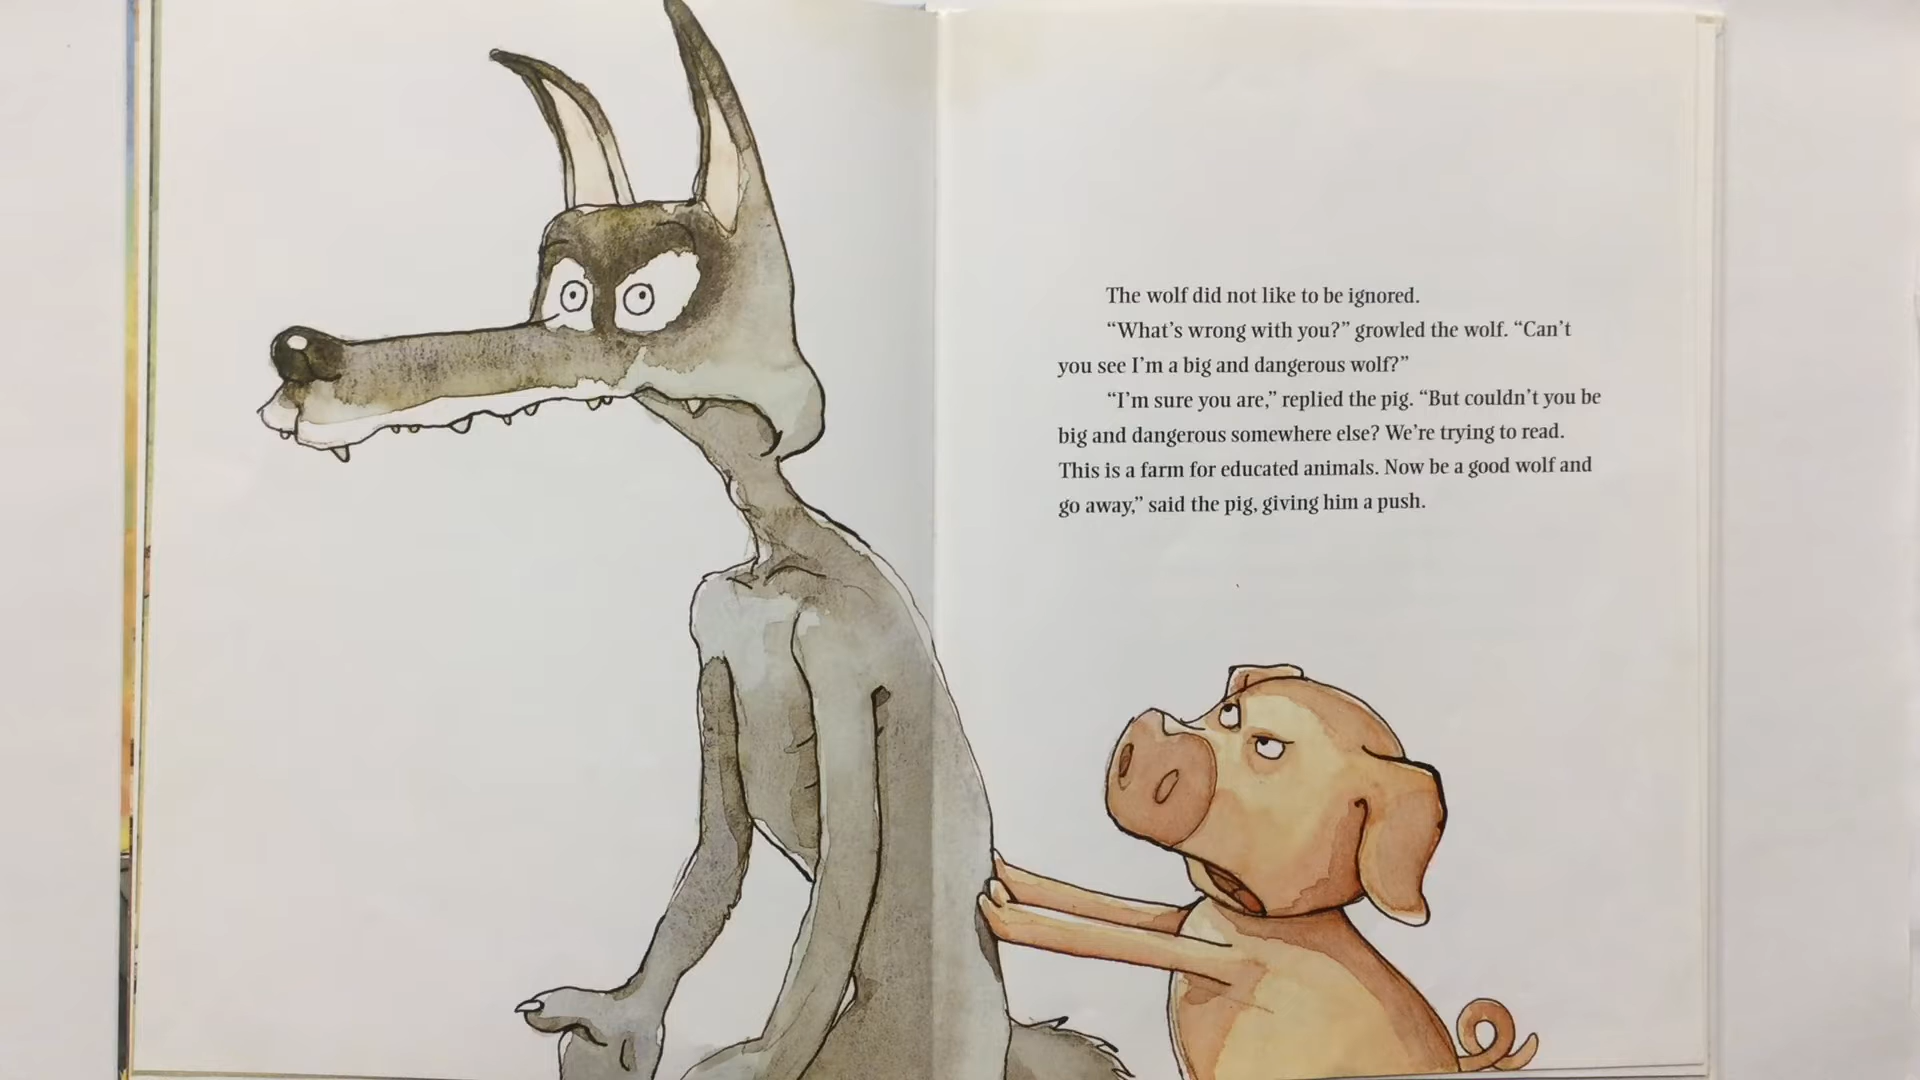 The wolf did not like to be ignored.
“What’s wrong with you?” growled the wolf. “Can’t
you see I’m a big and dangerous wolf?”
“I’m sure you are,” replied the pig. “But couldn’t you be
big and dangerous somewhere else? We’re trying to read.
This is a farm for educated animals. Now be a good wolf and
go away,” said the pig, giving him a push.